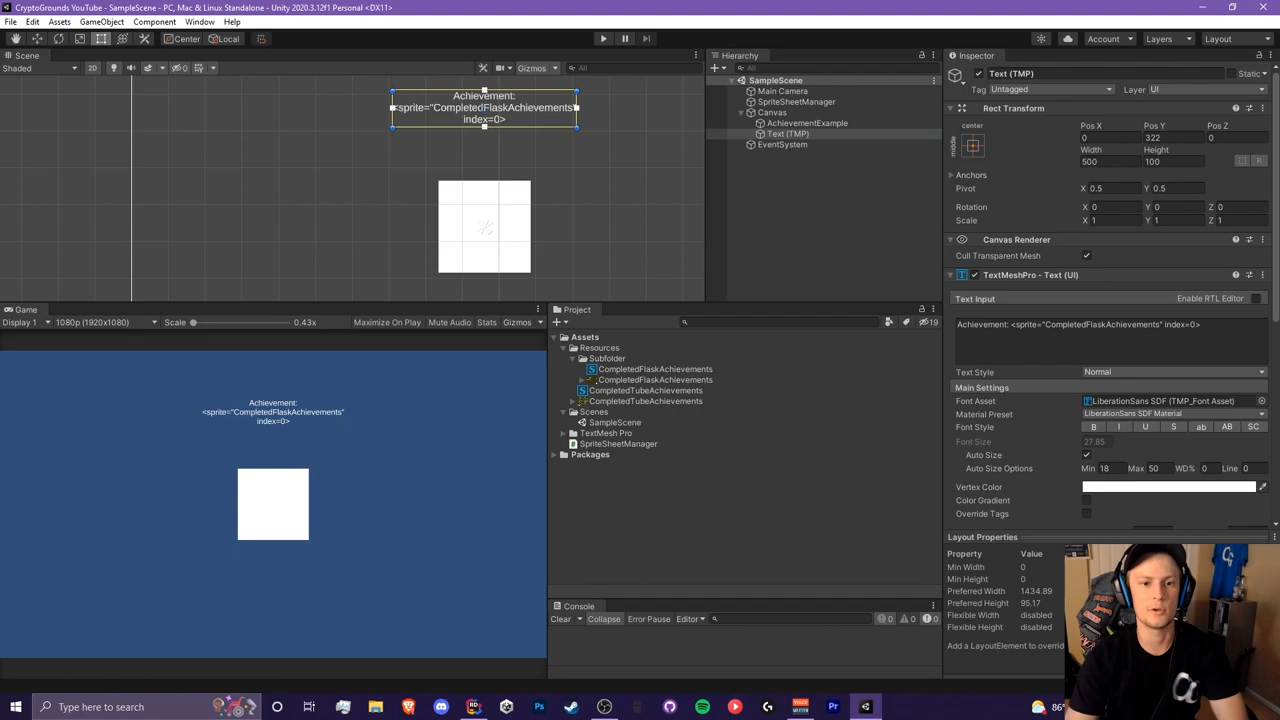 CryptoGrounds YouTube - SampleScene - PC, Mac & Linux Standalone - Unity 2020.3.12f1 Personal <DX11>
File Edit Assets GameObject Component Window Help
Center Local Account Layers Layout
Scene
Shaded 2D 0 Gizmos All
Achievement:
<sprite="CompletedFlaskAchievements"
index=0>
Game
Display 1 1080p (1920x1080) Scale 0.43x Maximize On Play Mute Audio Stats Gizmos
Achievement:
<sprite="CompletedFlaskAchievements"
index=0>
Hierarchy
All
SampleScene
Main Camera
SpriteSheetManager
Canvas
AchievementExample
Text (TMP)
EventSystem
Project
19
Assets
Resources
Subfolder
CompletedFlaskAchievements
CompletedFlaskAchievements
CompletedTubeAchievements
CompletedTubeAchievements
Scenes
SampleScene
TextMesh Pro
SpriteSheetManager
Packages
Console
Clear Collapse Error Pause Editor 0 0 0
Inspector
Text (TMP) Static
Tag Untagged Layer UI
Rect Transform
center
middle
Pos X Pos Y Pos Z
0 322 0
Width Height
500 100
R
Anchors
Pivot X 0.5 Y 0.5
Rotation X 0 Y 0 Z 0
Scale X 1 Y 1 Z 1
Canvas Renderer
Cull Transparent Mesh
TextMeshPro - Text (UI)
Text Input Enable RTL Editor
Achievement: <sprite="CompletedFlaskAchievements" index=0>
Text Style Normal
Main Settings
Font Asset LiberationSans SDF (TMP_Font Asset)
Material Preset LiberationSans SDF Material
Font Style B I U S ab AB SC
Font Size 27.85
Auto Size
Auto Size Options Min 18 Max 50 WD% 0 Line 0
Vertex Color
Color Gradient
Override Tags
Layout Properties
Property Value
Min Width 0
Min Height 0
Preferred Width 1434.89
Preferred Height 95.17
Flexible Width disabled
Flexible Height disabled
Add a LayoutElement to overrid
Type here to search
86°